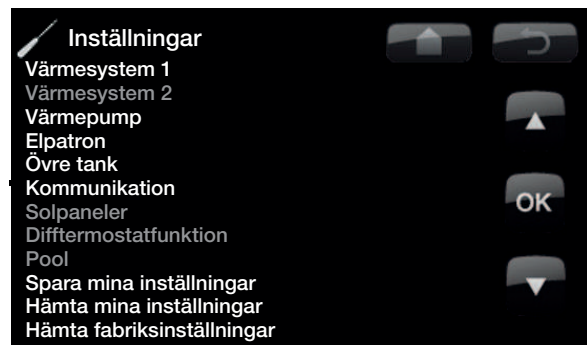 Inställningar
Värmesystem 1
Värmesystem 2
Värmepump
Elpatron
Övre tank
Kommunikation
OK
Solpaneler
Difftermostatfunktion
Pool
Spara mina inställningar
Hämta mina inställningar
Hämta fabriksinställningar